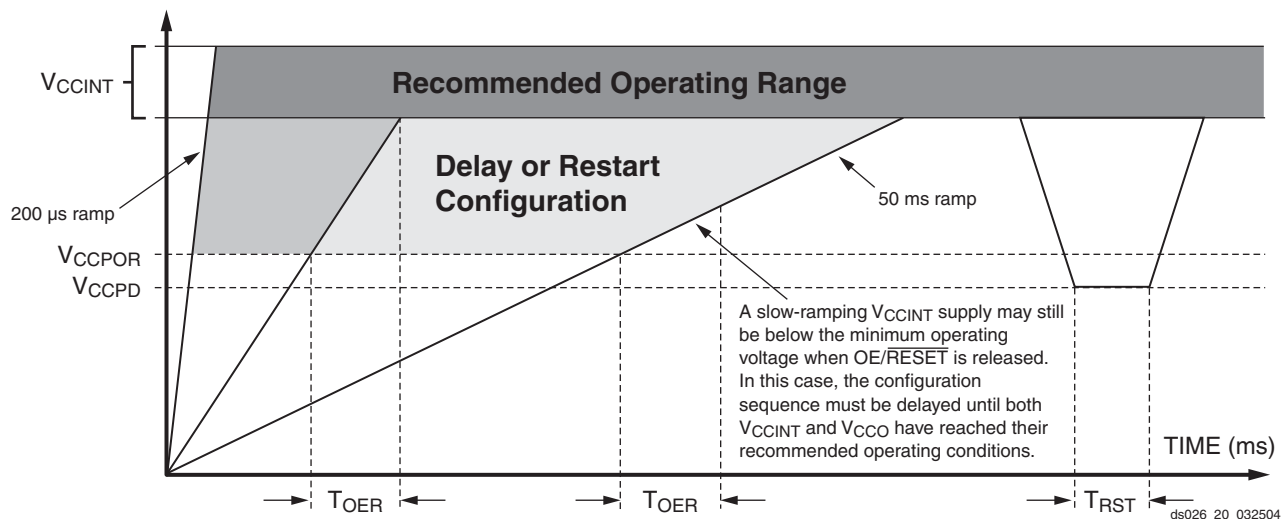 VCCINT
Recommended Operating Range
Delay or Restart
Configuration
200 µs ramp
50 ms ramp
VCCPOR
VCCPD
A slow-ramping VCCINT supply may still
be below the minimum operating
voltage when OE/RESET is released.
In this case, the configuration
sequence must be delayed until both
VCCINT and VCCO have reached their
recommended operating conditions.
TIME (ms)
TOER
TOER
TRST
ds026_20_032504